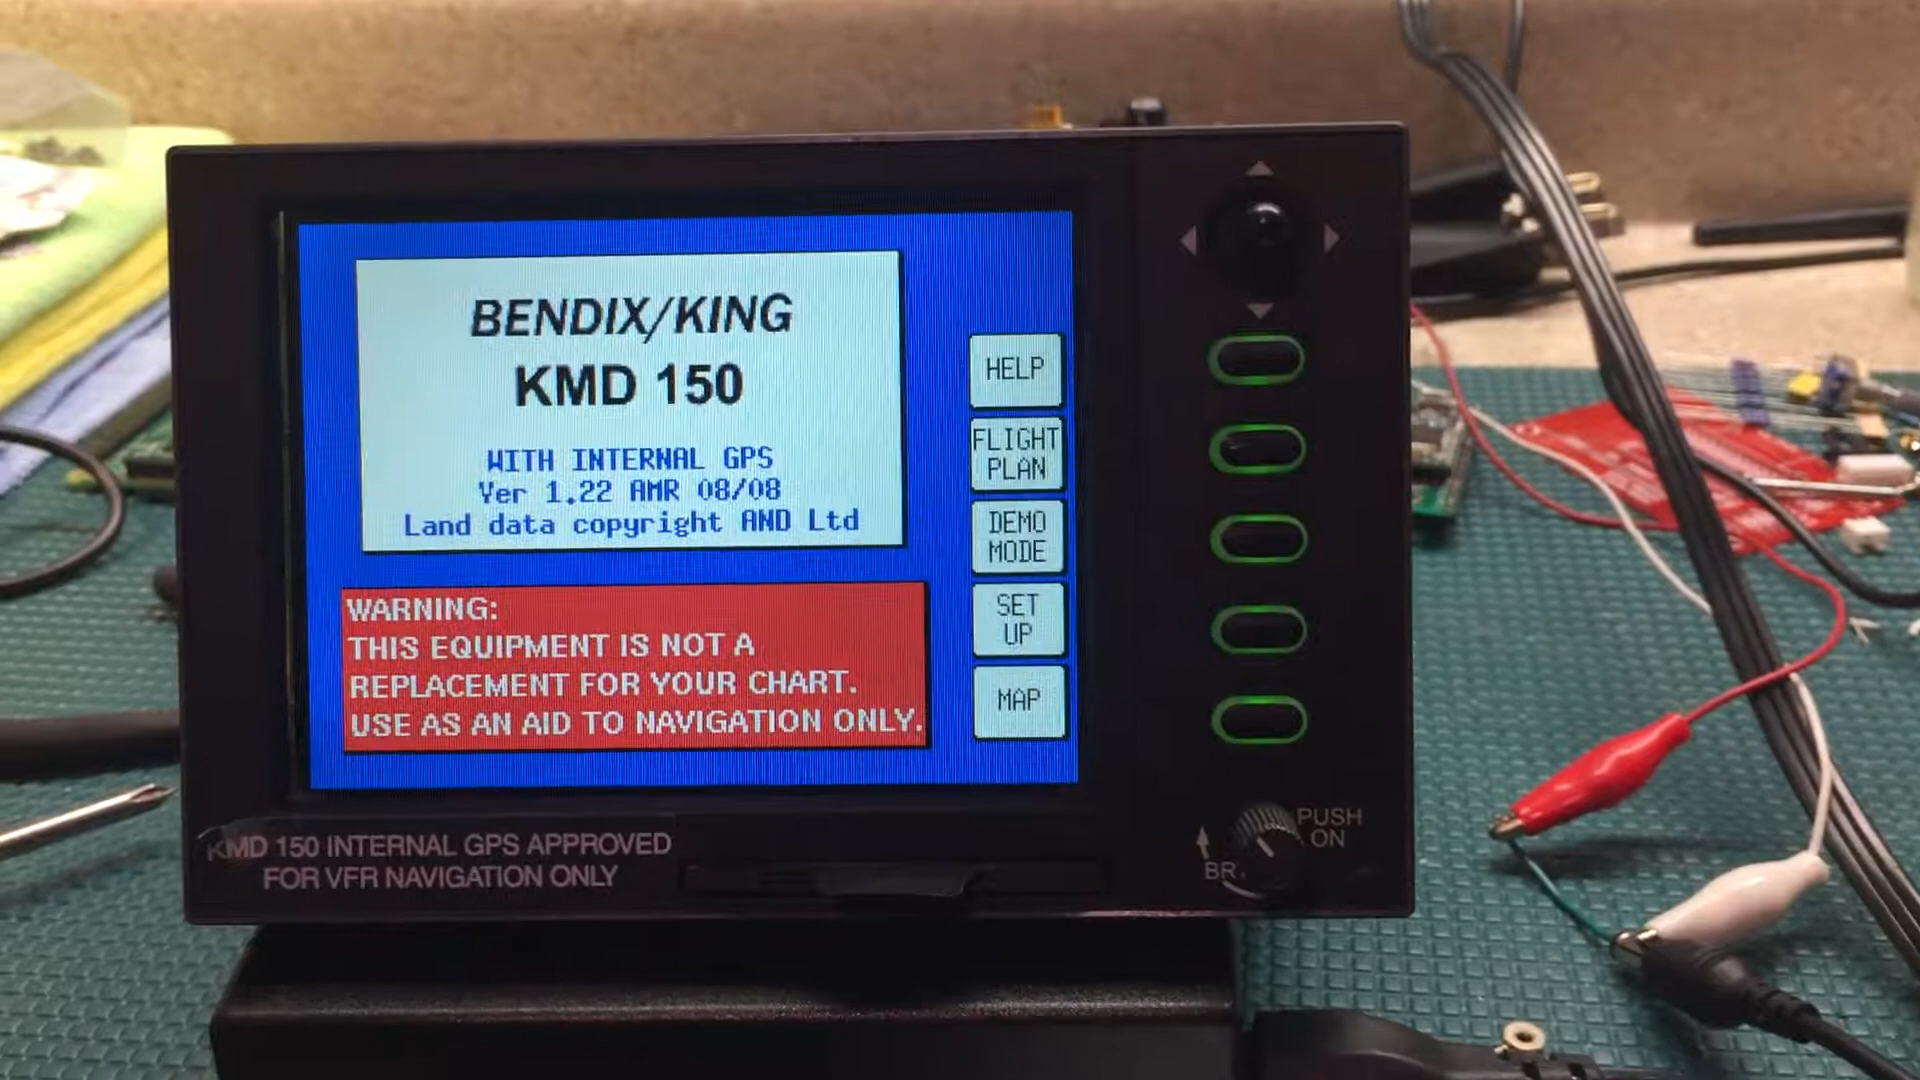 BENDIX/KING
KMD 150
WITH INTERNAL GPS
Ver 1.22 AMR 08/08
Land data copyright AND Ltd
WARNING:
THIS EQUIPMENT IS NOT A
REPLACEMENT FOR YOUR CHART.
USE AS AN AID TO NAVIGATION ONLY.
HELP
FLIGHT
PLAN
DEMO
MODE
SET
UP
MAP
PUSH
ON
BR.
KMD 150 INTERNAL GPS APPROVED
FOR VFR NAVIGATION ONLY